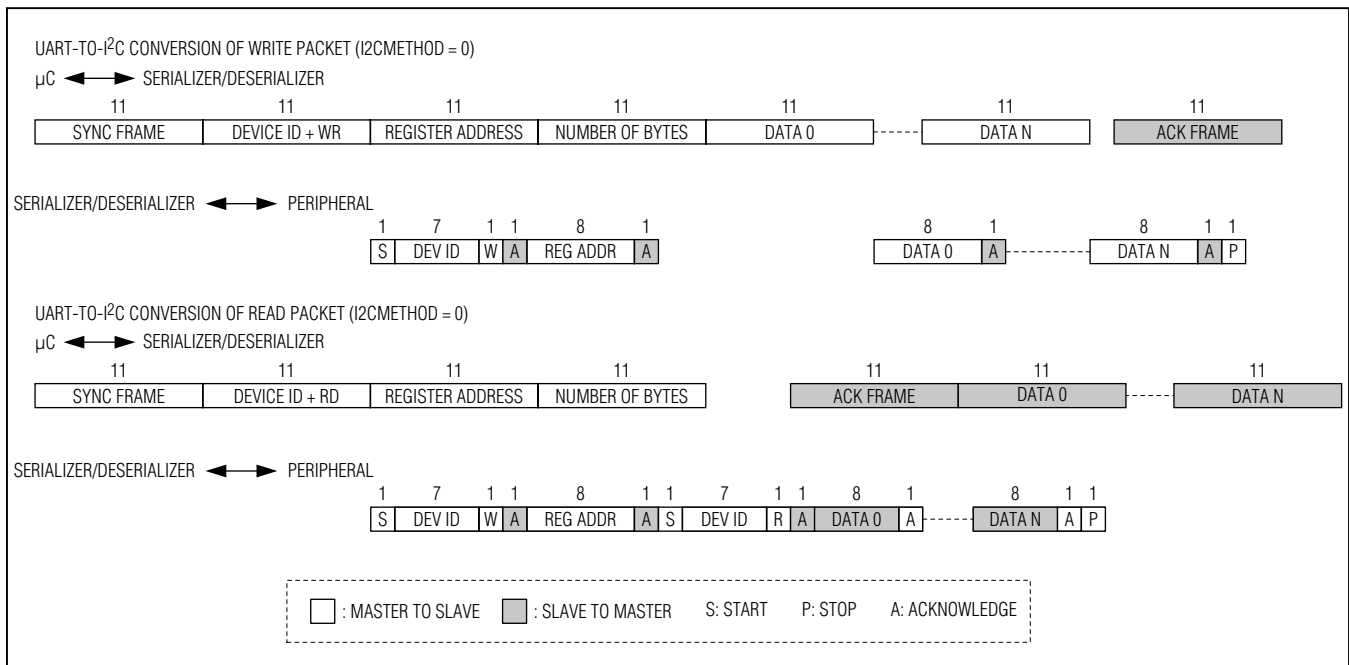 UART-TO-I2C CONVERSION OF WRITE PACKET (I2CMETHOD = 0)
µC SERIALIZER/DESERIALIZER
11 11 11 11 11 11 11
SYNC FRAME DEVICE ID + WR REGISTER ADDRESS NUMBER OF BYTES DATA 0 DATA N ACK FRAME
SERIALIZER/DESERIALIZER PERIPHERAL
1 7 1 1 8 1 8 1 8 1 1
S DEV ID W A REG ADDR A DATA 0 A DATA N A P
UART-TO-I2C CONVERSION OF READ PACKET (I2CMETHOD = 0)
µC SERIALIZER/DESERIALIZER
11 11 11 11 11 11 11
SYNC FRAME DEVICE ID + RD REGISTER ADDRESS NUMBER OF BYTES ACK FRAME DATA 0 DATA N
SERIALIZER/DESERIALIZER PERIPHERAL
1 7 1 1 8 1 1 7 1 1 8 1 8 1 1
S DEV ID W A REG ADDR A S DEV ID R A DATA 0 A DATA N A P
: MASTER TO SLAVE : SLAVE TO MASTER S: START P: STOP A: ACKNOWLEDGE